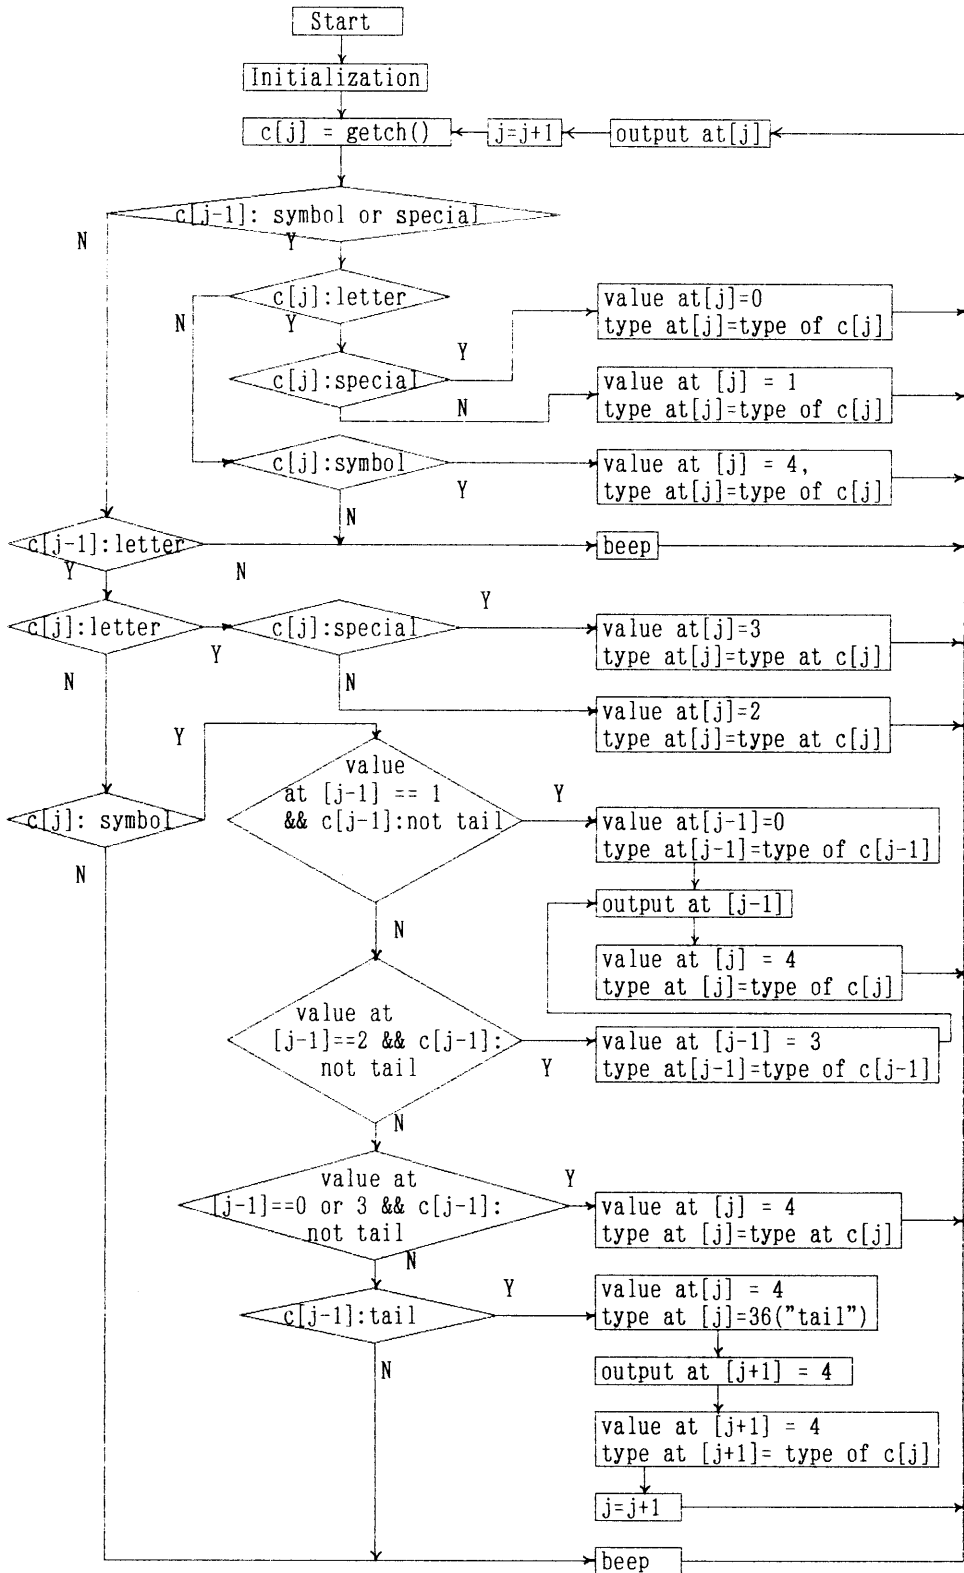 Start
Initialization
c[j] = getch()
j=j+1
output at[j]
c[j-1]: symbol or special
N
Y
c[j]:letter
N
Y
value at[j]=0
type at[j]=type of c[j]
Y
c[j]:special
N
value at [j] = 1
type at[j]=type of c[j]
c[j]:symbol
Y
value at [j] = 4,
type at[j]=type of c[j]
N
c[j-1]:letter
beep
Y
N
c[j]:letter
Y
c[j]:special
Y
value at[j]=3
type at[j]=type at c[j]
N
N
value at[j]=2
type at[j]=type at c[j]
Y
c[j]: symbol
N
value
at [j-1] == 1
&& c[j-1]:not tail
Y
value at[j-1]=0
type at[j-1]=type of c[j-1]
output at [j-1]
N
value at [j] = 4
type at [j]=type of c[j]
value at
[j-1]==2 && c[j-1]:
not tail
Y
value at [j-1] = 3
type at[j-1]=type of c[j-1]
N
value at
[j-1]==0 or 3 && c[j-1]:
not tail
Y
value at [j] = 4
type at [j]=type at c[j]
N
c[j-1]:tail
Y
value at[j] = 4
type at [j]=36("tail")
N
output at [j+1] = 4
value at [j+1] = 4
type at [j+1]= type of c[j]
j=j+1
beep